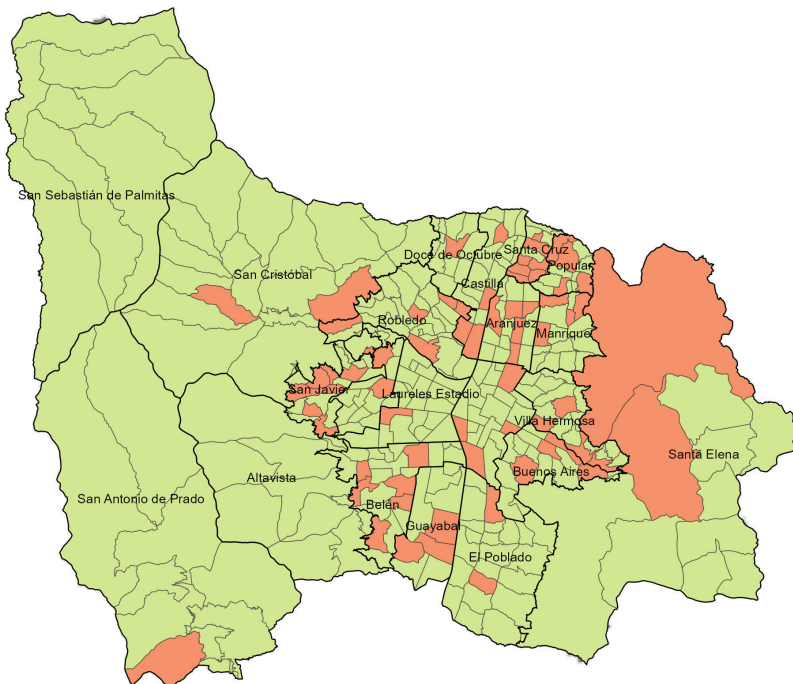 San Sebastián de Palmitas
Doce de Octubre
Santa Cruz
Popular
San Cristóbal
Castilla
Robledo
Aranjuez
Manrique
San Javier
Laureles Estadio
Villa Hermosa
Santa Elena
Buenos Aires
Altavista
San Antonio de Prado
Belén
Guayabal
El Poblado